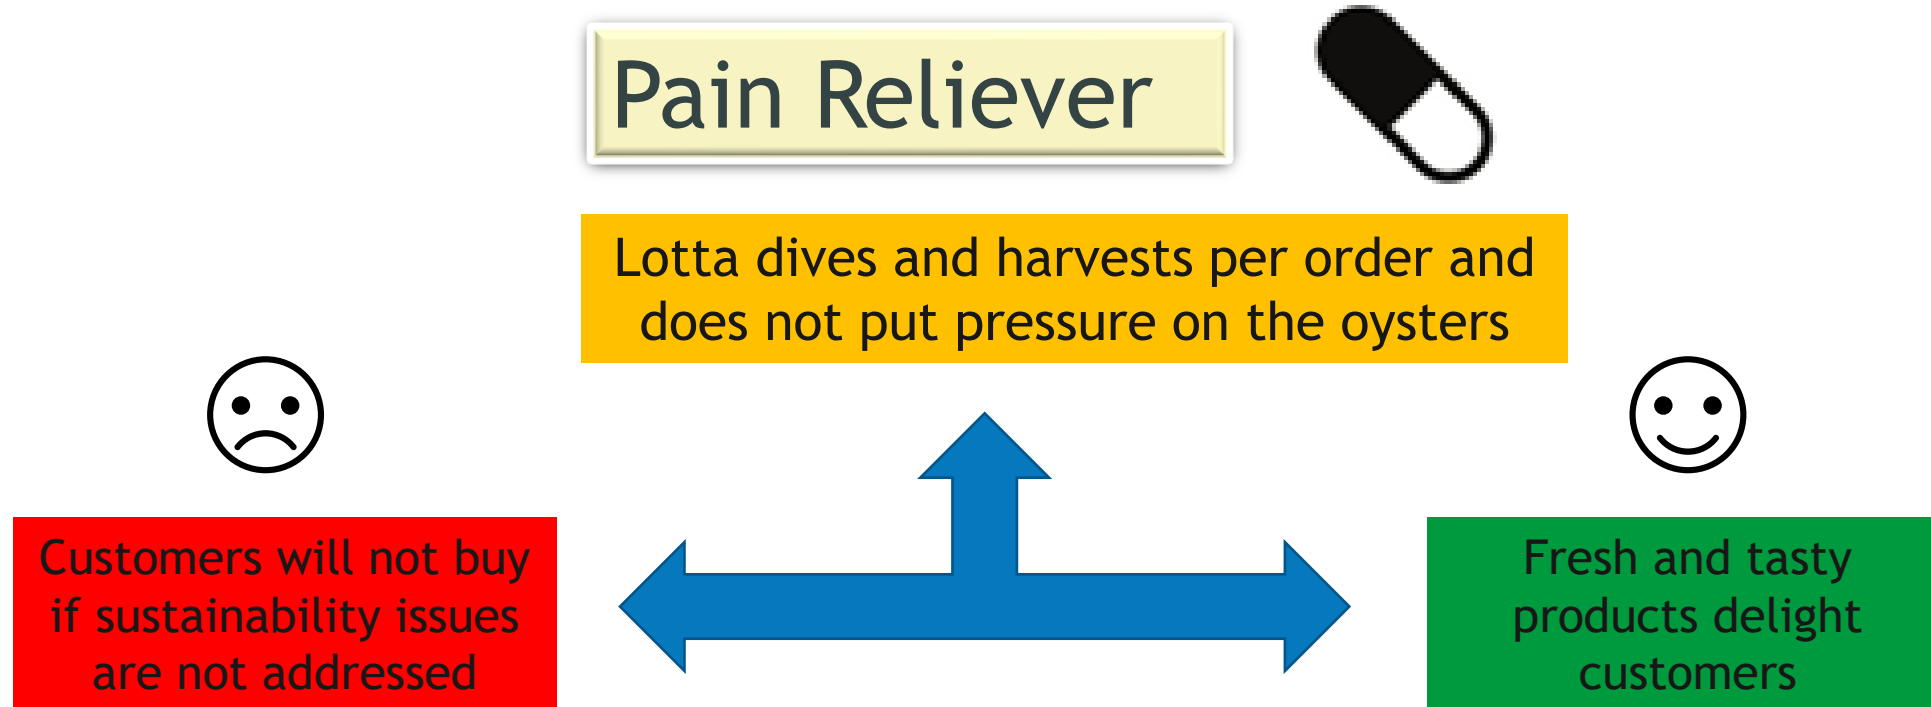 Pain Reliever
Lotta dives and harvests per order and
does not put pressure on the oysters
Customers will not buy
if sustainability issues
are not addressed
Fresh and tasty
products delight
customers